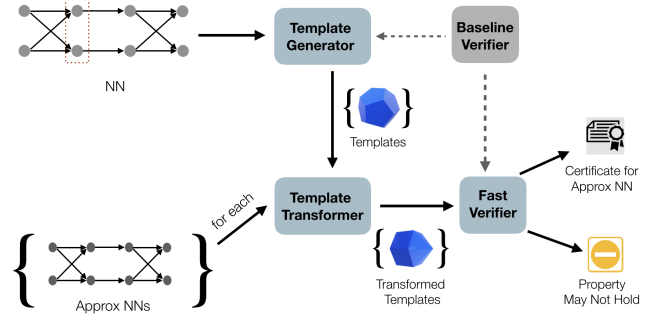 Template
Generator
Baseline
Verifier
NN
{ }
Templates
Template
Transformer
Fast
Verifier
Certificate for
Approx NN
for each
{ }
{ }
Approx NNs
Transformed
Templates
Property
May Not Hold